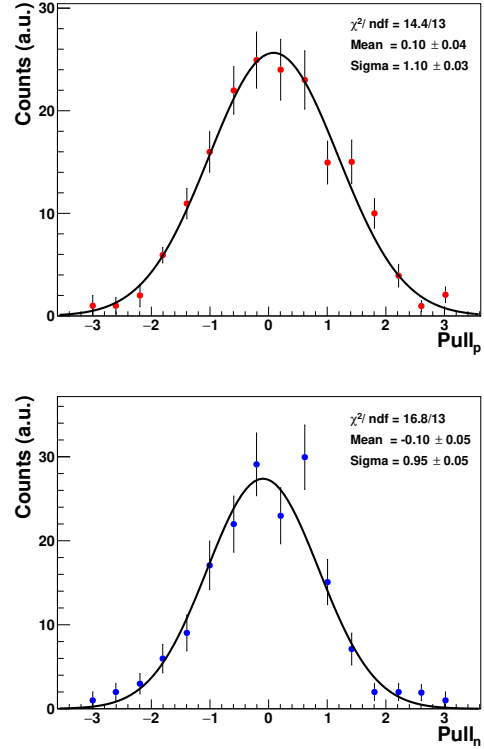 Counts (a.u.)
χ²/ ndf = 14.4/13
Mean = 0.10 ± 0.04
Sigma = 1.10 ± 0.03
30
20
10
0
−3 −2 −1 0 1 2 3
Pullp
Counts (a.u.)
χ²/ ndf = 16.8/13
Mean = -0.10 ± 0.05
Sigma = 0.95 ± 0.05
30
20
10
0
−3 −2 −1 0 1 2 3
Pulln